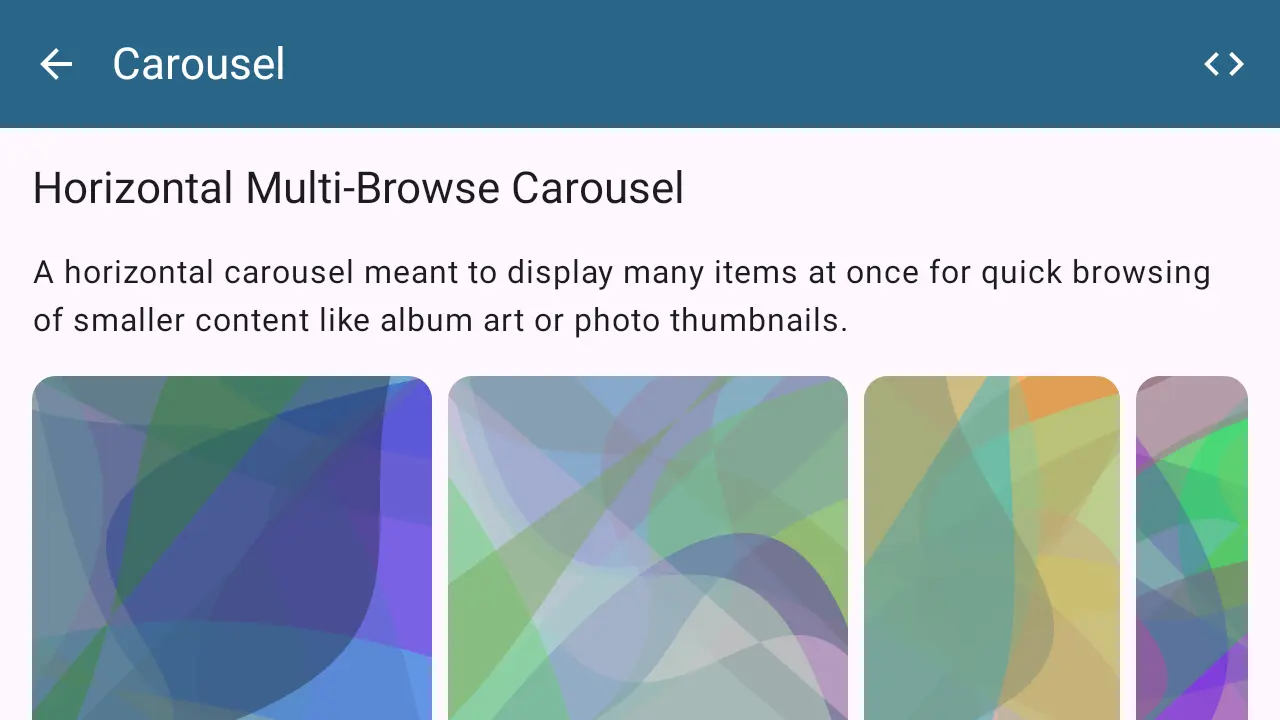 Carousel
Horizontal Multi-Browse Carousel
A horizontal carousel meant to display many items at once for quick browsing
of smaller content like album art or photo thumbnails.